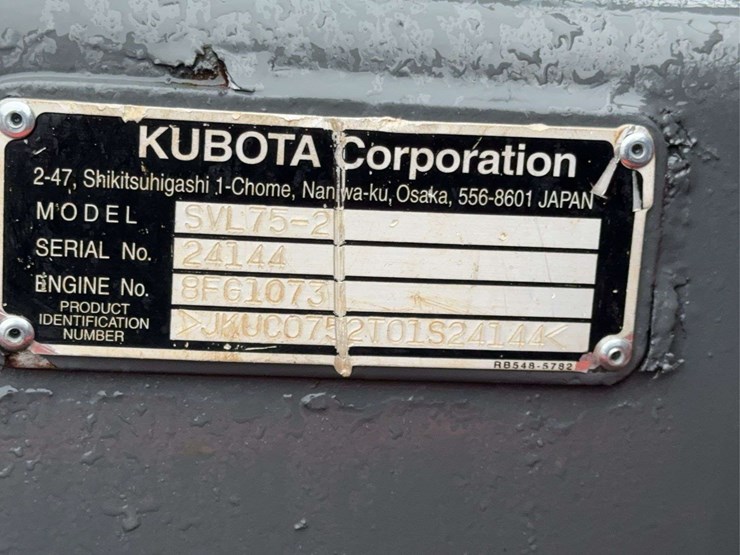 KUBOTA Corporation
2-47, Shikitsuhigashi 1-Chome, Naniwa-ku, Osaka, 556-8601 JAPAN
MODEL SVL75-2
SERIAL No. 24144
ENGINE No. 8FG1073
PRODUCT IDENTIFICATION NUMBER >JKUC0752T01S24144<
RB548-5782